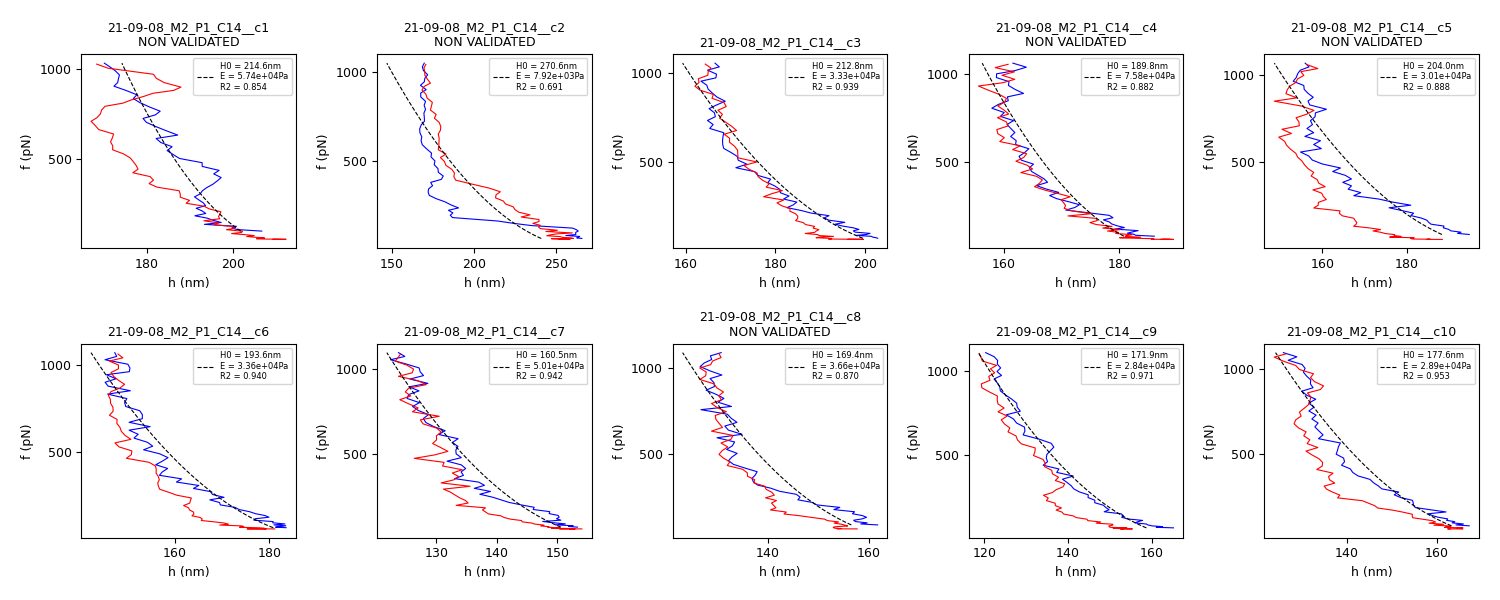 21-09-08_M2_P1_C14__c1
NON VALIDATED
H0 = 214.6nm
E = 5.74e+04Pa
R2 = 0.854
1000
500
f (pN)
180
200
h (nm)
21-09-08_M2_P1_C14__c2
NON VALIDATED
H0 = 270.6nm
E = 7.92e+03Pa
R2 = 0.691
1000
500
f (pN)
150
200
250
h (nm)
21-09-08_M2_P1_C14__c3
H0 = 212.8nm
E = 3.33e+04Pa
R2 = 0.939
1000
500
f (pN)
160
180
200
h (nm)
21-09-08_M2_P1_C14__c4
NON VALIDATED
H0 = 189.8nm
E = 7.58e+04Pa
R2 = 0.882
1000
500
f (pN)
160
180
h (nm)
21-09-08_M2_P1_C14__c5
NON VALIDATED
H0 = 204.0nm
E = 3.01e+04Pa
R2 = 0.888
1000
500
f (pN)
160
180
h (nm)
21-09-08_M2_P1_C14__c6
H0 = 193.6nm
E = 3.36e+04Pa
R2 = 0.940
1000
500
f (pN)
160
180
h (nm)
21-09-08_M2_P1_C14__c7
H0 = 160.5nm
E = 5.01e+04Pa
R2 = 0.942
1000
500
f (pN)
130
140
150
h (nm)
21-09-08_M2_P1_C14__c8
NON VALIDATED
H0 = 169.4nm
E = 3.66e+04Pa
R2 = 0.870
1000
500
f (pN)
140
160
h (nm)
21-09-08_M2_P1_C14__c9
H0 = 171.9nm
E = 2.84e+04Pa
R2 = 0.971
1000
500
f (pN)
120
140
160
h (nm)
21-09-08_M2_P1_C14__c10
H0 = 177.6nm
E = 2.89e+04Pa
R2 = 0.953
1000
500
f (pN)
140
160
h (nm)